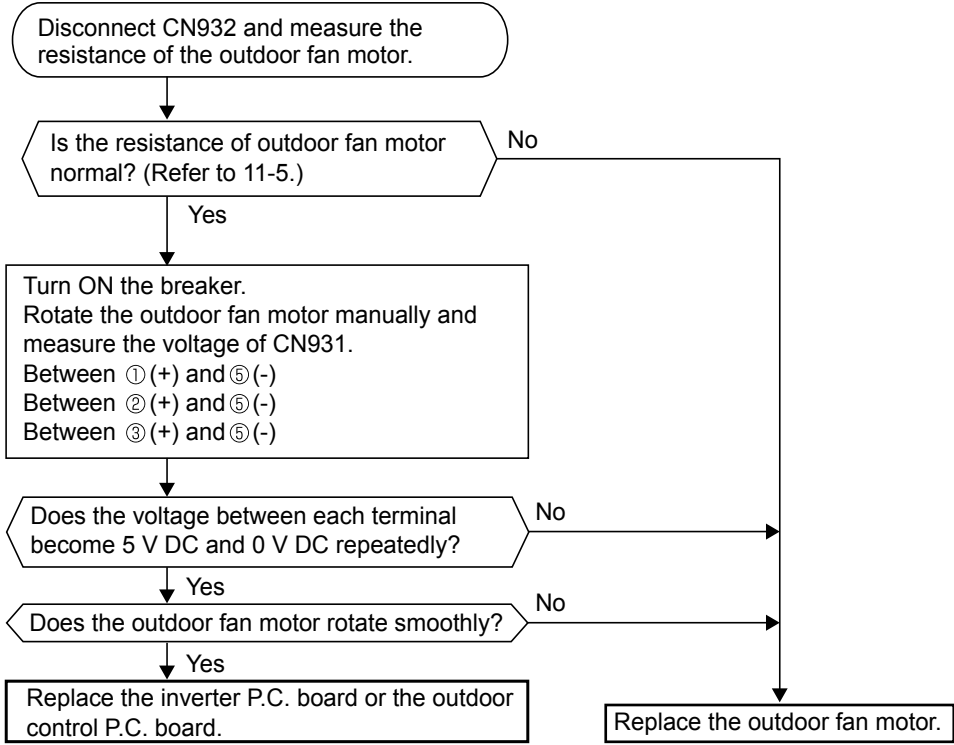 Disconnect CN932 and measure the
resistance of the outdoor fan motor.
Is the resistance of outdoor fan motor
normal? (Refer to 11-5.)
No
Yes
Turn ON the breaker.
Rotate the outdoor fan motor manually and
measure the voltage of CN931.
Between ① (+) and ⑤ (-)
Between ② (+) and ⑤ (-)
Between ③ (+) and ⑤ (-)
Does the voltage between each terminal
become 5 V DC and 0 V DC repeatedly?
No
Yes
Does the outdoor fan motor rotate smoothly?
No
Yes
Replace the inverter P.C. board or the outdoor
control P.C. board.
Replace the outdoor fan motor.